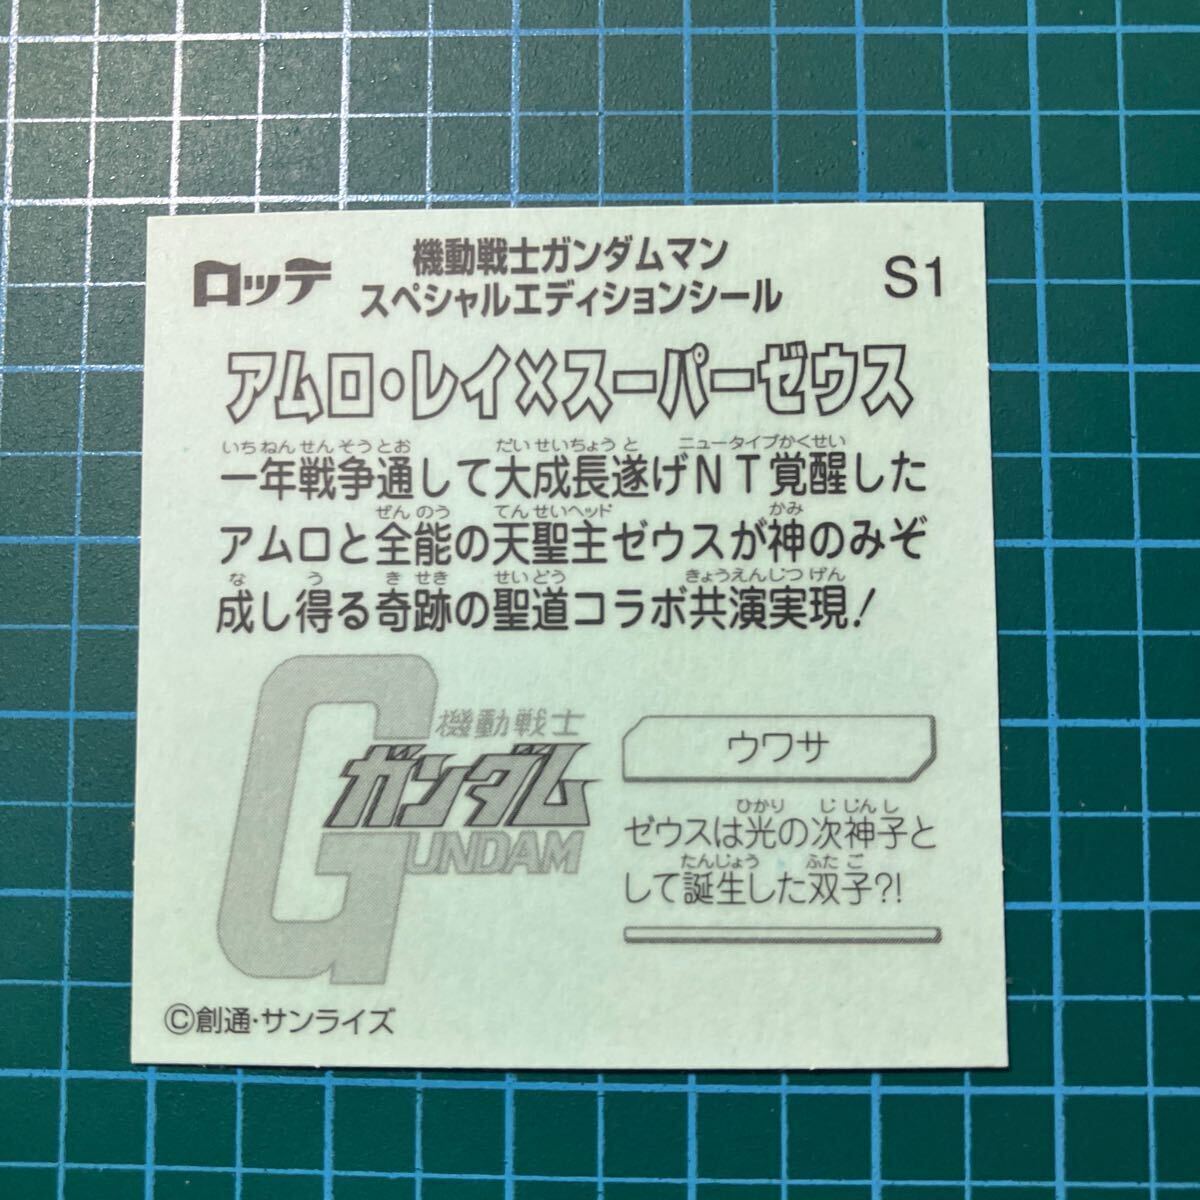 ロッテ
機動戦士ガンダムマン
スペシャルエディションシール
S1
アムロ・レイ×スーパーゼウス
いちねんせんそうとお だいせいちょうと ニュータイプかくせい
一年戦争通して大成長遂げNT覚醒した
ぜんのう てんせいヘッド かみ
アムロと全能の天聖主ゼウスが神のみぞ
な う きせき せいどう きょうえんじつげん
成し得る奇跡の聖道コラボ共演実現!
機動戦士
ガンダム
GUNDAM
ウワサ
ひかり じじんし
ゼウスは光の次神子と
たんじょう ふたご
して誕生した双子?!
©創通・サンライズ